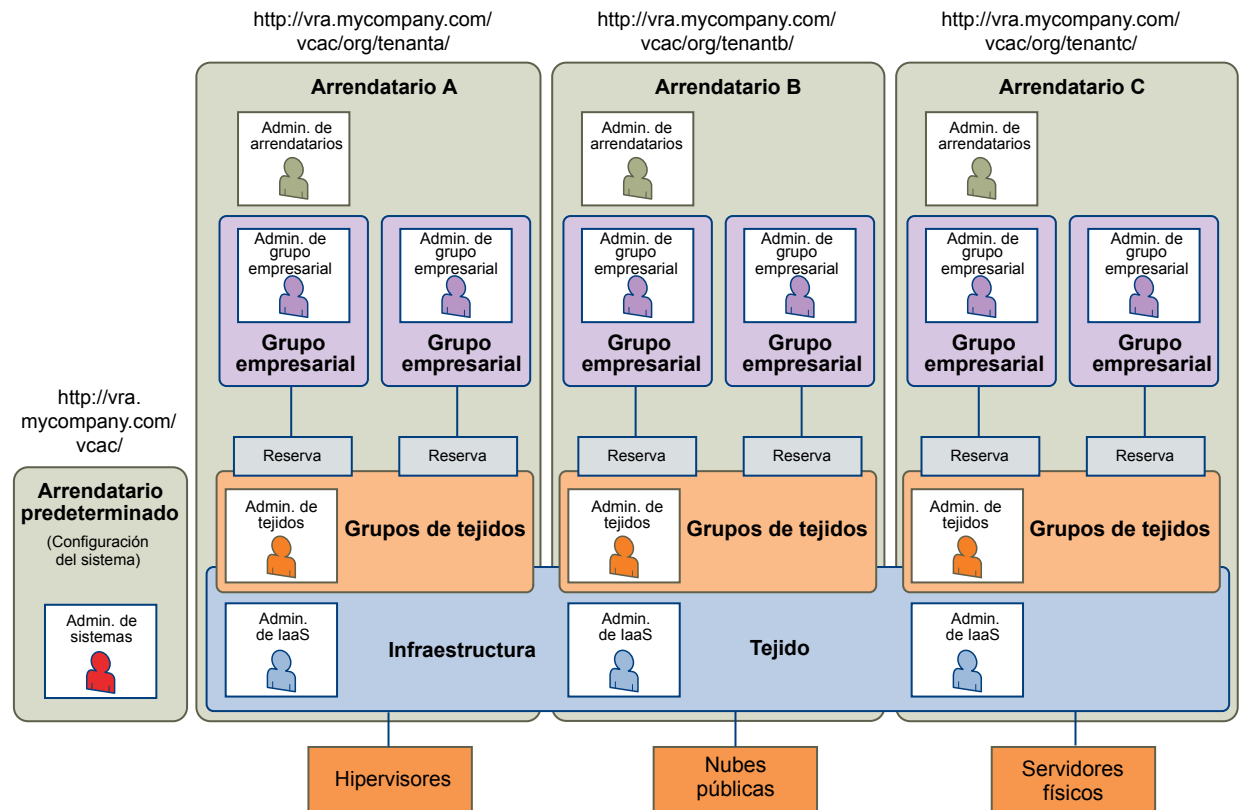 http://vra.mycompany.com/
vcac/org/tenanta/
http://vra.mycompany.com/
vcac/org/tenantb/
http://vra.mycompany.com/
vcac/org/tenantc/
Arrendatario A
Arrendatario B
Arrendatario C
Admin. de
arrendatarios
Admin. de
arrendatarios
Admin. de
arrendatarios
Admin. de
grupo
empresarial
Grupo
empresarial
Admin. de
grupo
empresarial
Grupo
empresarial
Admin. de
grupo
empresarial
Grupo
empresarial
Admin. de
grupo
empresarial
Grupo
empresarial
Admin. de
grupo
empresarial
Grupo
empresarial
Admin. de
grupo
empresarial
Grupo
empresarial
http://vra.
mycompany.com/
vcac/
Reserva
Reserva
Reserva
Reserva
Reserva
Reserva
Arrendatario
predeterminado
(Configuración
del sistema)
Admin. de
sistemas
Admin. de
tejidos
Grupos de tejidos
Admin. de
tejidos
Grupos de tejidos
Admin. de
tejidos
Grupos de tejidos
Admin.
de IaaS
Infraestructura
Admin.
de IaaS
Tejido
Admin.
de IaaS
Hipervisores
Nubes
públicas
Servidores
físicos